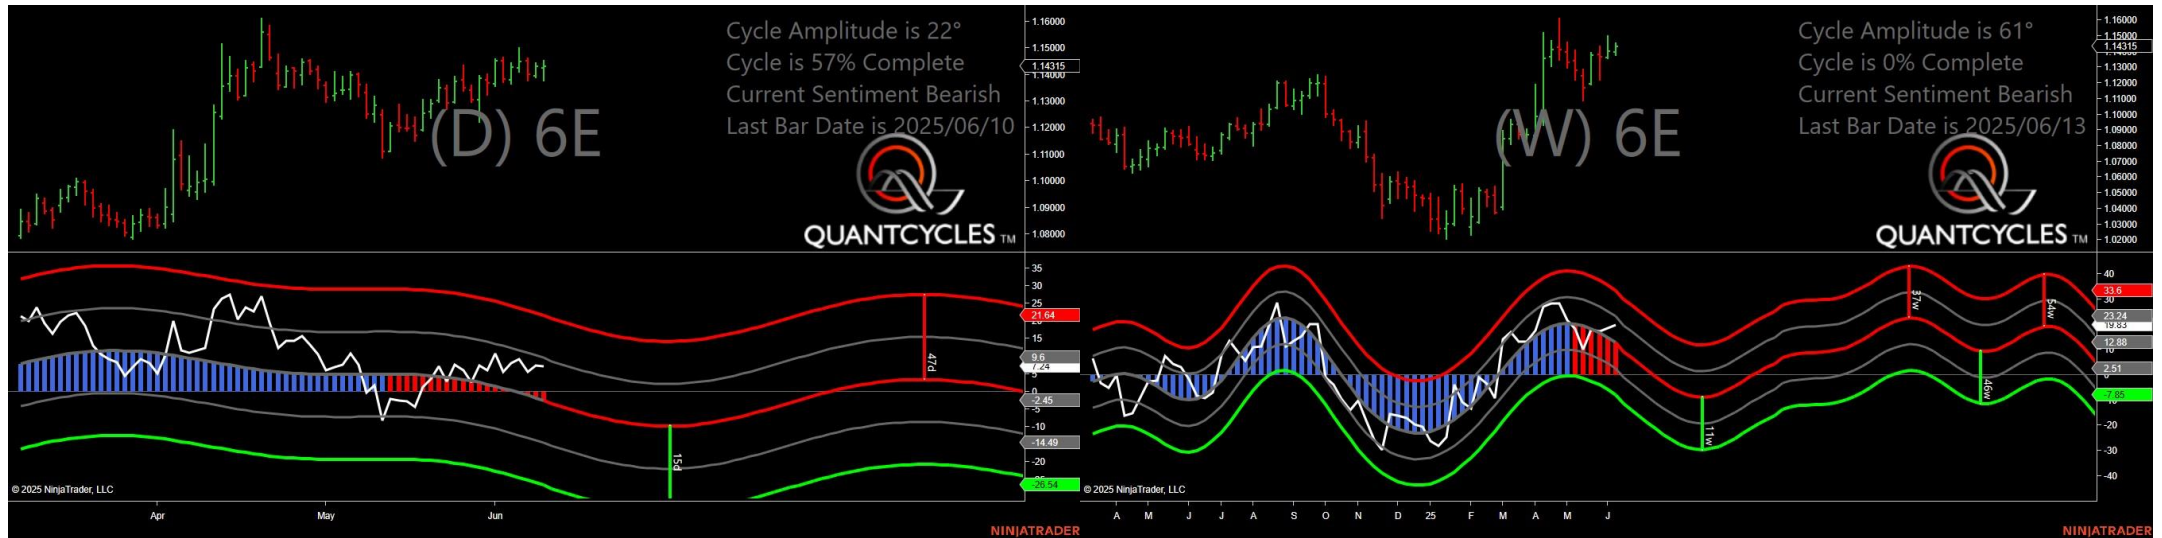 Cycle Amplitude is 22°
Cycle is 57% Complete
Current Sentiment Bearish
Last Bar Date is 2025/06/10
(D) 6E
QUANTCYCLES TM
1.16000
1.15000
1.14315
1.14000
1.13000
1.12000
1.11000
1.10000
1.09000
1.08000
35
30
25
21.64
15
9.6
7.24
0
-2.45
-5
-10
-14.49
-20
-26.54
47d
15d
© 2025 NinjaTrader, LLC
Apr May Jun
NINJATRADER
Cycle Amplitude is 61°
Cycle is 0% Complete
Current Sentiment Bearish
Last Bar Date is 2025/06/13
(W) 6E
QUANTCYCLES TM
1.16000
1.15000
1.14315
1.13000
1.12000
1.11000
1.10000
1.09000
1.08000
1.07000
1.06000
1.05000
1.04000
1.03000
1.02000
40
33.6
30
23.24
19.83
12.88
10
2.51
-7.85
-20
-30
-40
37w
54w
46w
11w
© 2025 NinjaTrader, LLC
A M J J A S O N D 25 F M A M J
NINJATRADER